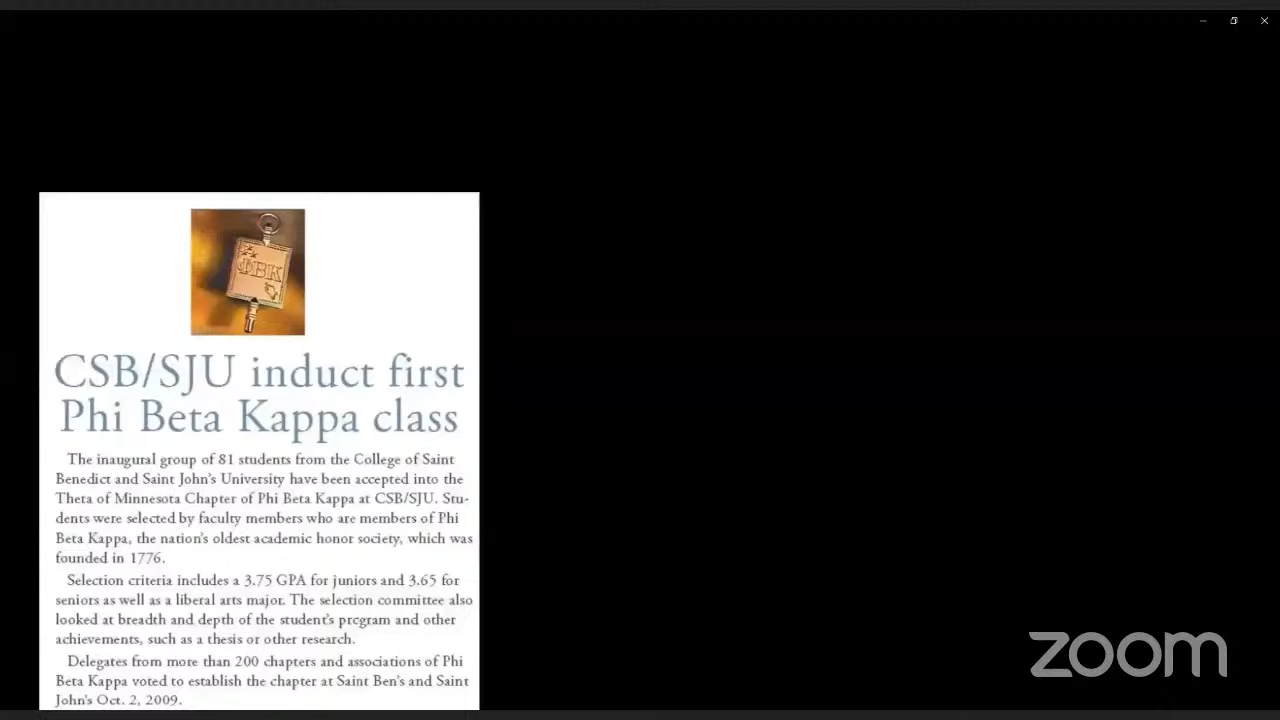 ΦBK
CSB/SJU induct first
Phi Beta Kappa class
The inaugural group of 81 students from the College of Saint
Benedict and Saint John's University have been accepted into the
Theta of Minnesota Chapter of Phi Beta Kappa at CSB/SJU. Stu-
dents were selected by faculty members who are members of Phi
Beta Kappa, the nation's oldest academic honor society, which was
founded in 1776.
Selection criteria includes a 3.75 GPA for juniors and 3.65 for
seniors as well as a liberal arts major. The selection committee also
looked at breadth and depth of the student's program and other
achievements, such as a thesis or other research.
Delegates from more than 200 chapters and associations of Phi
Beta Kappa voted to establish the chapter at Saint Ben's and Saint
John's Oct. 2, 2009.
zoom